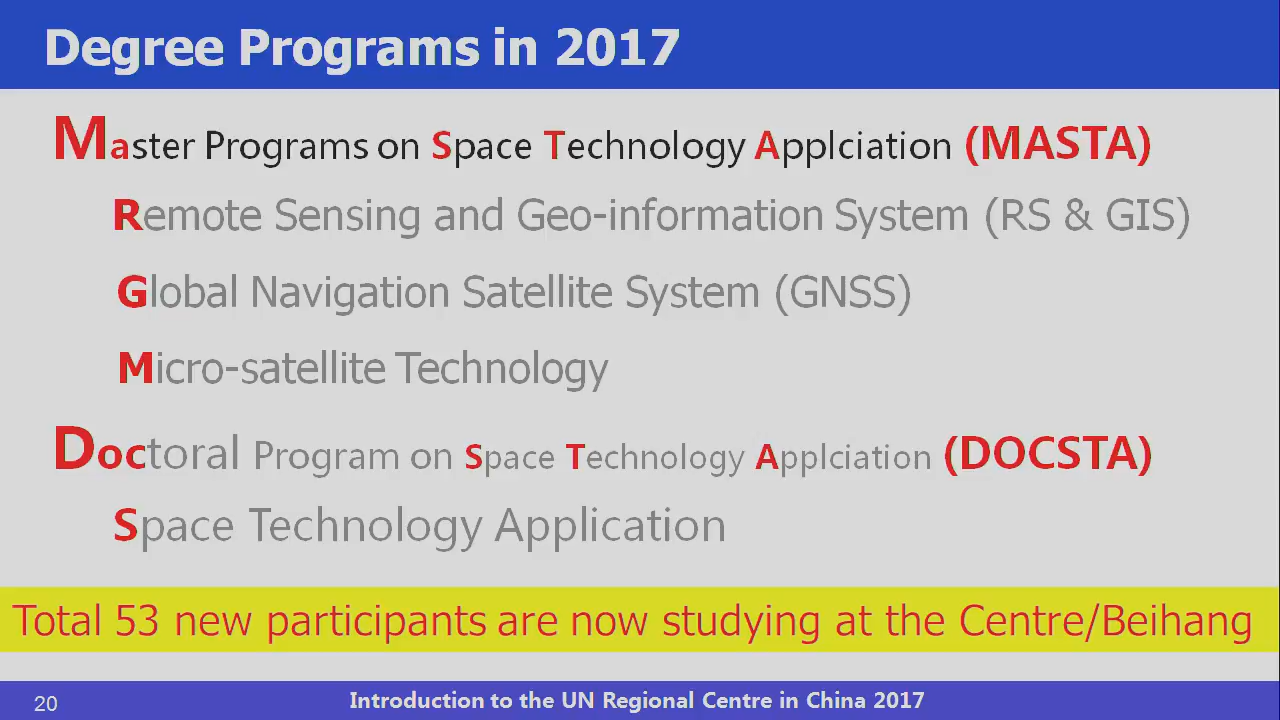 Degree Programs in 2017
Master Programs on Space Technology Applciation (MASTA)
Remote Sensing and Geo-information System (RS & GIS)
Global Navigation Satellite System (GNSS)
Micro-satellite Technology
Doctoral Program on Space Technology Applciation (DOCSTA)
Space Technology Application
Total 53 new participants are now studying at the Centre/Beihang
20 Introduction to the UN Regional Centre in China 2017